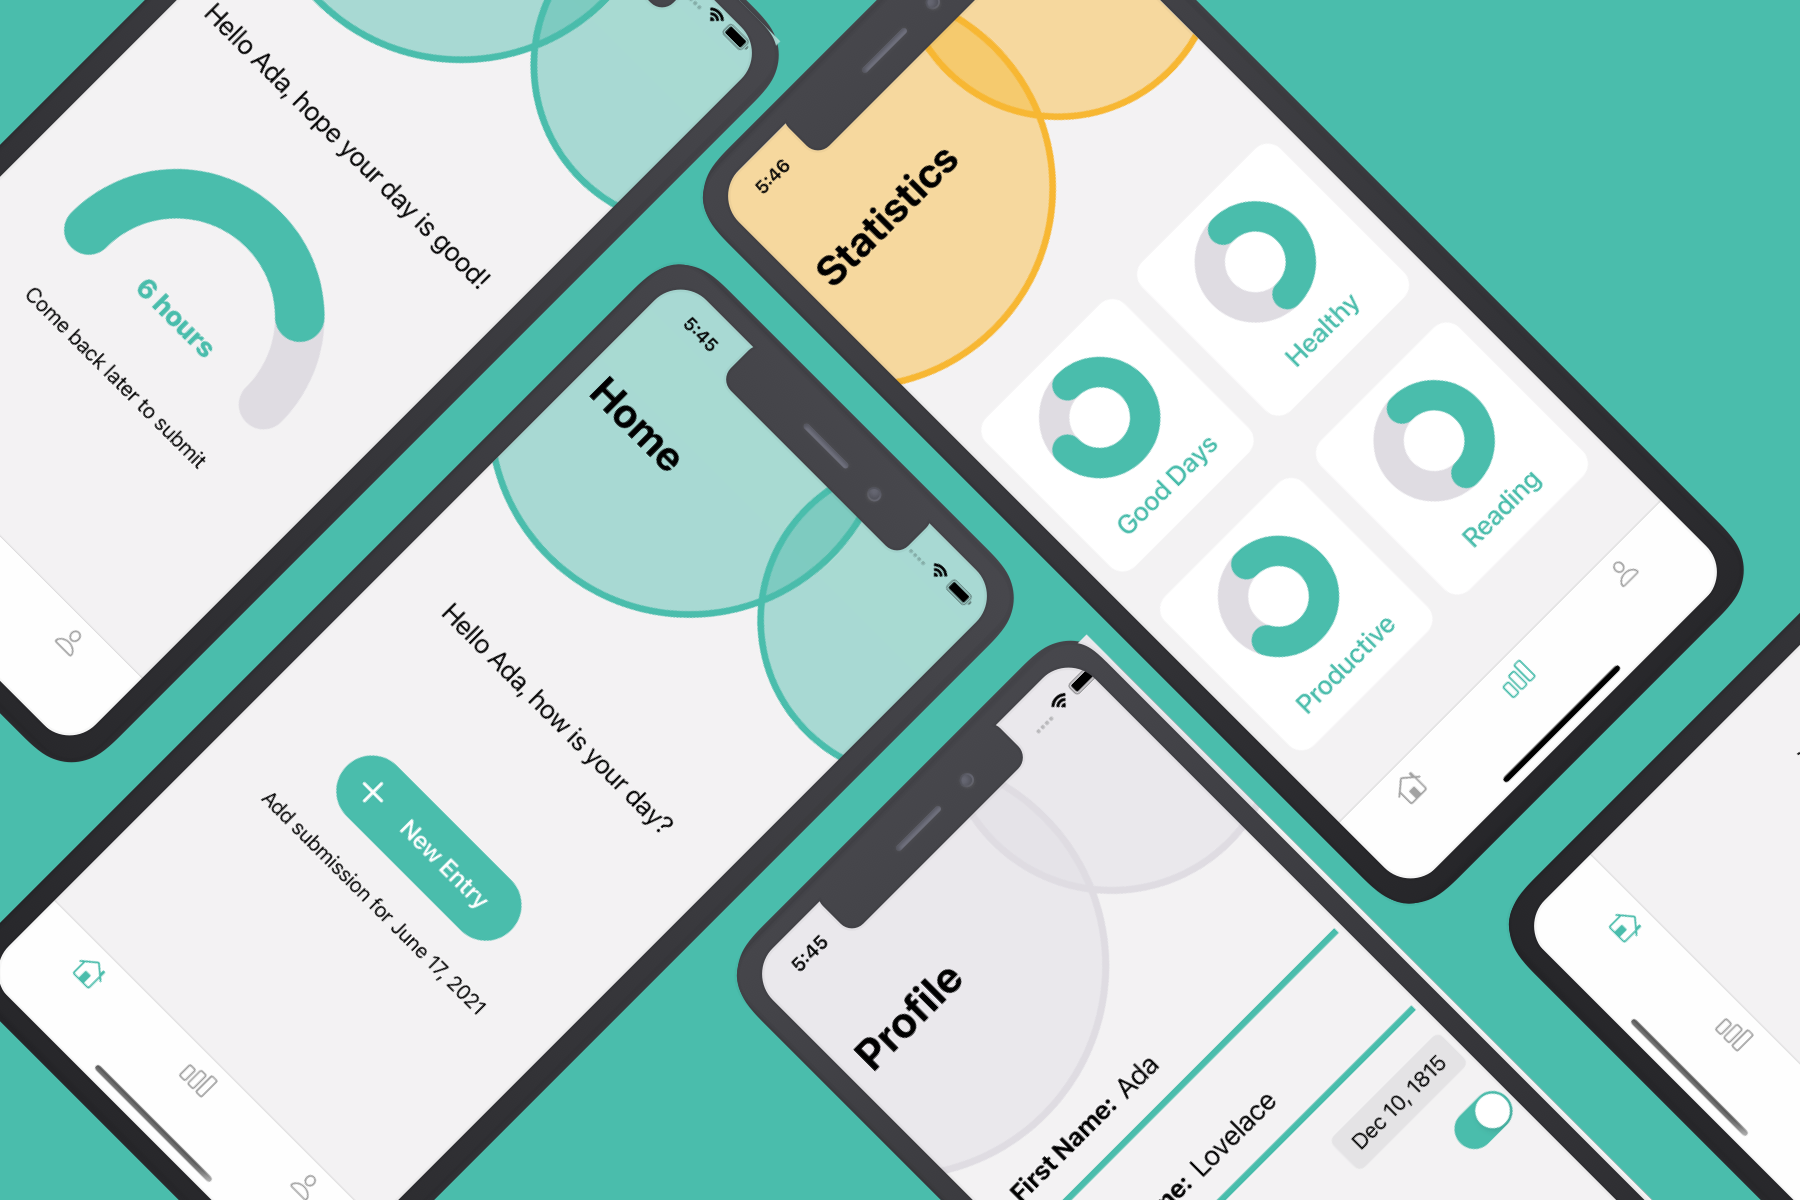 Hello Ada, hope your day is good!
6 hours
Come back later to submit
5:45
Home
Hello Ada, how is your day?
New Entry
Add submission for June 17, 2021
5:46
Statistics
Healthy
Good Days
Reading
Productive
5:45
Profile
First Name: Ada
me: Lovelace
Dec 10, 1815